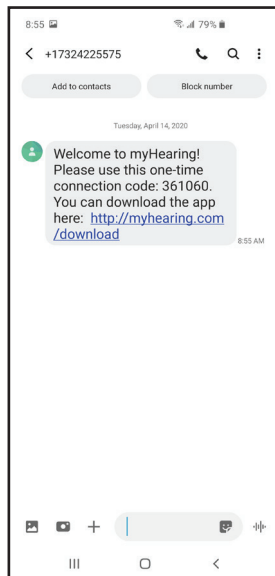 8:55 79%
+17324225575
Add to contacts Block number
Tuesday, April 14, 2020
Welcome to myHearing!
Please use this one-time
connection code: 361060.
You can download the app
here: http://myhearing.com
/download
8:55 AM